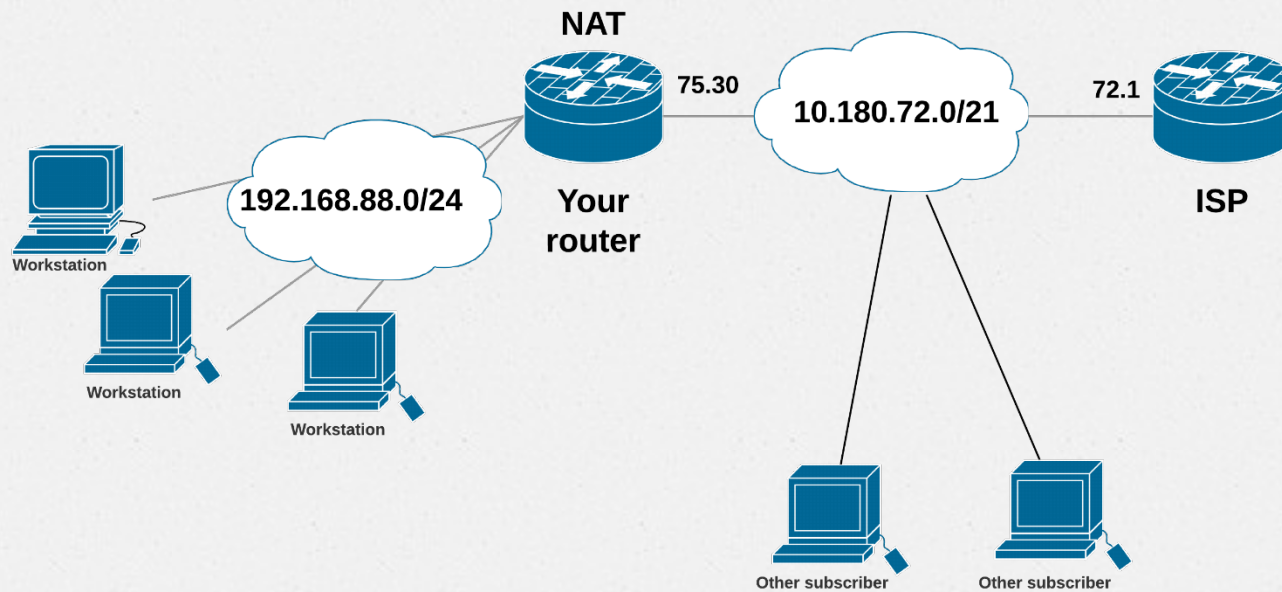 NAT
75.30
10.180.72.0/21
72.1
192.168.88.0/24
Your
router
ISP
Workstation
Workstation
Workstation
Other subscriber
Other subscriber